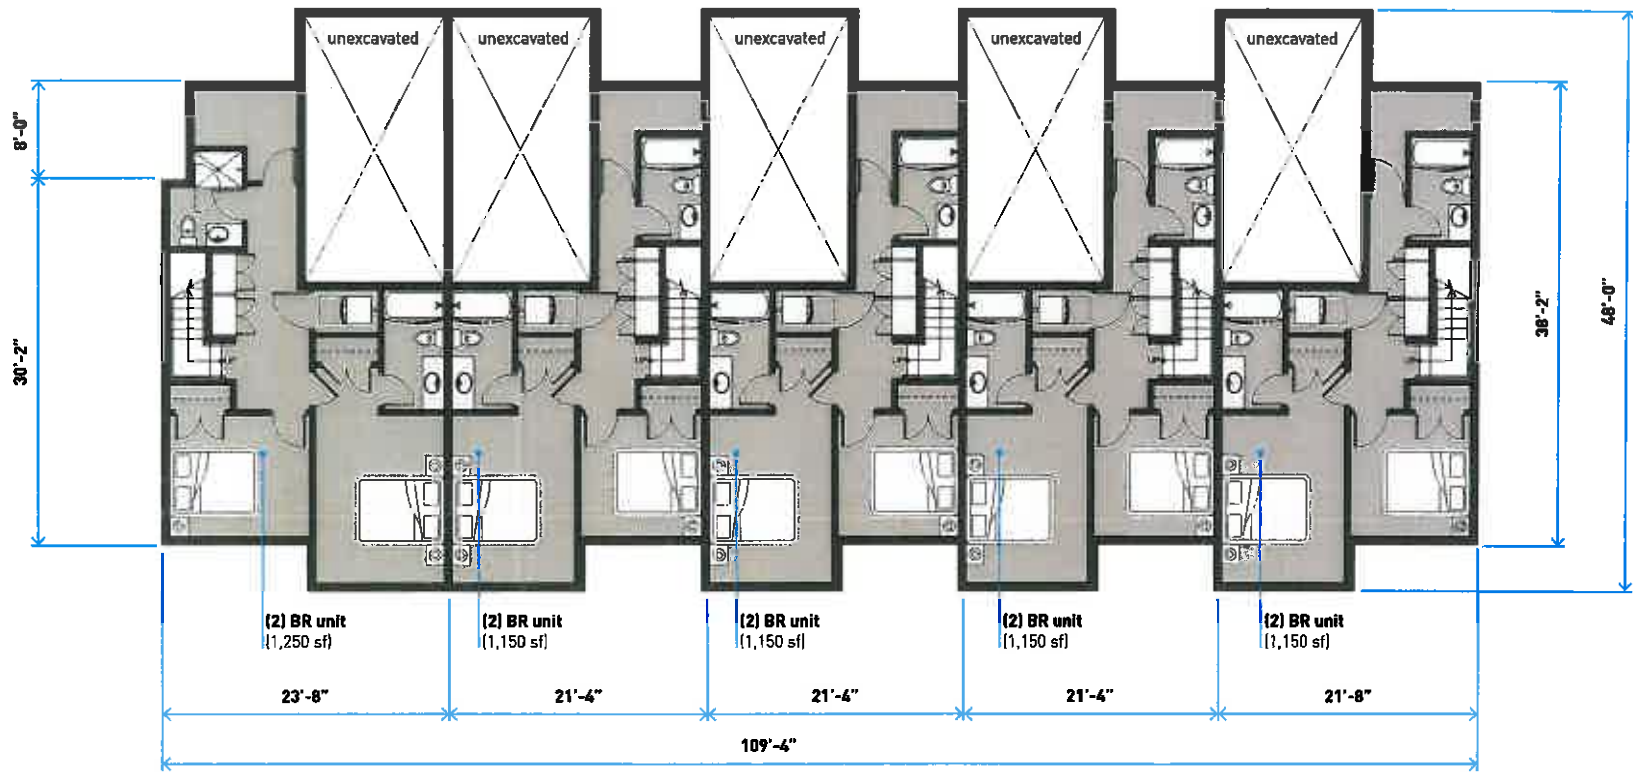 unexcavated
unexcavated
unexcavated
unexcavated
unexcavated
8'-0"
30'-2"
38'-2"
48'-0"
(2) BR unit
(1,250 sf)
(2) BR unit
(1,150 sf)
(2) BR unit
(1,150 sf)
(2) BR unit
(1,150 sf)
(2) BR unit
(1,150 sf)
23'-8"
21'-4"
21'-4"
21'-4"
21'-8"
109'-4"